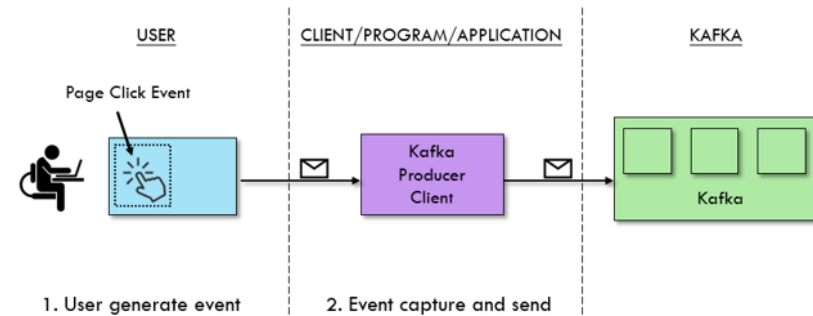 USER
CLIENT/PROGRAM/APPLICATION
KAFKA
Page Click Event
Kafka
Producer
Client
Kafka
1. User generate event
2. Event capture and send